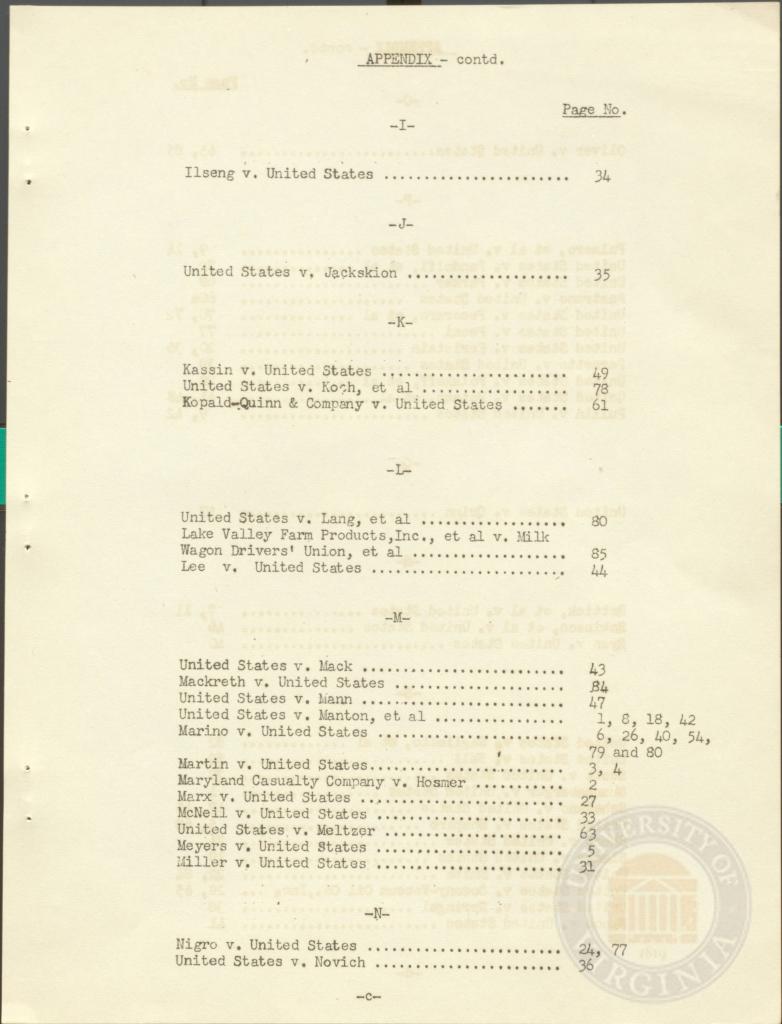 APPENDIX - contd.
Page No.
-I-
Ilseng v. United States ....................... 34
-J-
United States v. Jackskion .................... 35
-K-
Kassin v. United States ....................... 49
United States v. Koch, et al .................. 78
Kopald-Quinn & Company v. United States ....... 61
-L-
United States v. Lang, et al .................. 80
Lake Valley Farm Products,Inc., et al v. Milk
Wagon Drivers' Union, et al ................... 85
Lee v. United States ........................ 44
-M-
United States v. Mack ......................... 43
Mackreth v. United States ..................... 84
United States v. Mann ......................... 47
United States v. Manton, et al ................ 1, 8, 18, 42
Marino v. United States ....................... 6, 26, 40, 54,
79 and 80
Martin v. United States........................ 3, 4
Maryland Casualty Company v. Hosmer ........... 2
Marx v. United States ......................... 27
McNeil v. United States ....................... 33
United States v. Meltzer ...................... 63
Meyers v. United States ....................... 5
Miller v. United States ....................... 31
-N-
Nigro v. United States ........................ 24, 77
United States v. Novich ....................... 36
-c-
UNIVERSITY OF VIRGINIA
1819